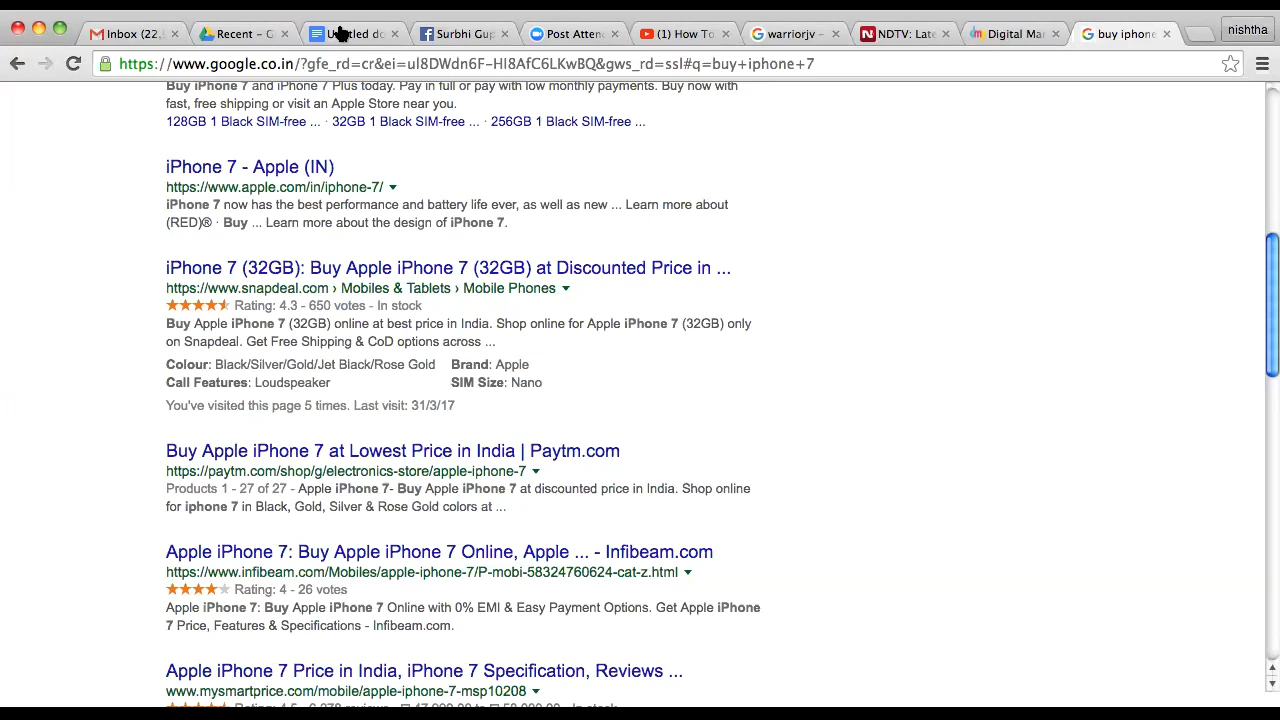 Inbox (22,
Recent – G
Untitled do
Surbhi Gup
Post Atten
(1) How To
warriorjv –
NDTV: Late
Digital Mar
buy iphone
nishtha
https://www.google.co.in/?gfe_rd=cr&ei=ul8DWdn6F-HI8AfC6LKwBQ&gws_rd=ssl#q=buy+iphone+7
Buy iPhone 7 and iPhone 7 Plus today. Pay in full or pay with low monthly payments. Buy now with
fast, free shipping or visit an Apple Store near you.
128GB 1 Black SIM-free ... · 32GB 1 Black SIM-free ... · 256GB 1 Black SIM-free ...
iPhone 7 - Apple (IN)
https://www.apple.com/in/iphone-7/
iPhone 7 now has the best performance and battery life ever, as well as new ... Learn more about
(RED)® · Buy ... Learn more about the design of iPhone 7.
iPhone 7 (32GB): Buy Apple iPhone 7 (32GB) at Discounted Price in ...
https://www.snapdeal.com › Mobiles & Tablets › Mobile Phones
Rating: 4.3 - 650 votes - In stock
Buy Apple iPhone 7 (32GB) online at best price in India. Shop online for Apple iPhone 7 (32GB) only
on Snapdeal. Get Free Shipping & CoD options across ...
Colour: Black/Silver/Gold/Jet Black/Rose Gold Brand: Apple
Call Features: Loudspeaker SIM Size: Nano
You've visited this page 5 times. Last visit: 31/3/17
Buy Apple iPhone 7 at Lowest Price in India | Paytm.com
https://paytm.com/shop/g/electronics-store/apple-iphone-7
Products 1 - 27 of 27 - Apple iPhone 7- Buy Apple iPhone 7 at discounted price in India. Shop online
for iphone 7 in Black, Gold, Silver & Rose Gold colors at ...
Apple iPhone 7: Buy Apple iPhone 7 Online, Apple ... - Infibeam.com
https://www.infibeam.com/Mobiles/apple-iphone-7/P-mobi-58324760624-cat-z.html
Rating: 4 - 26 votes
Apple iPhone 7: Buy Apple iPhone 7 Online with 0% EMI & Easy Payment Options. Get Apple iPhone
7 Price, Features & Specifications - Infibeam.com.
Apple iPhone 7 Price in India, iPhone 7 Specification, Reviews ...
www.mysmartprice.com/mobile/apple-iphone-7-msp10208